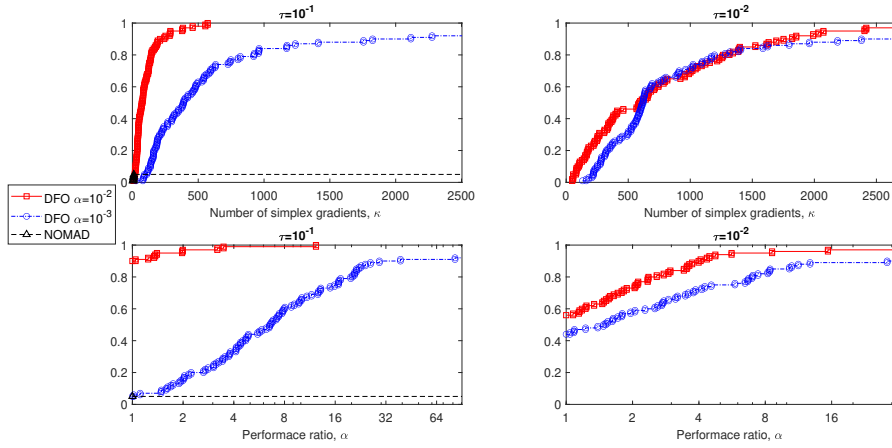 τ=10⁻¹
1
0.8
0.6
0.4
0.2
0
0 500 1000 1500 2000 2500
Number of simplex gradients, κ
τ=10⁻²
1
0.8
0.6
0.4
0.2
0
0 500 1000 1500 2000 2500
Number of simplex gradients, κ
DFO α=10⁻²
DFO α=10⁻³
NOMAD
τ=10⁻¹
1
0.8
0.6
0.4
0.2
0
1 2 4 8 16 32 64
Performace ratio, α
τ=10⁻²
1
0.8
0.6
0.4
0.2
0
1 2 4 8 16
Performace ratio, α